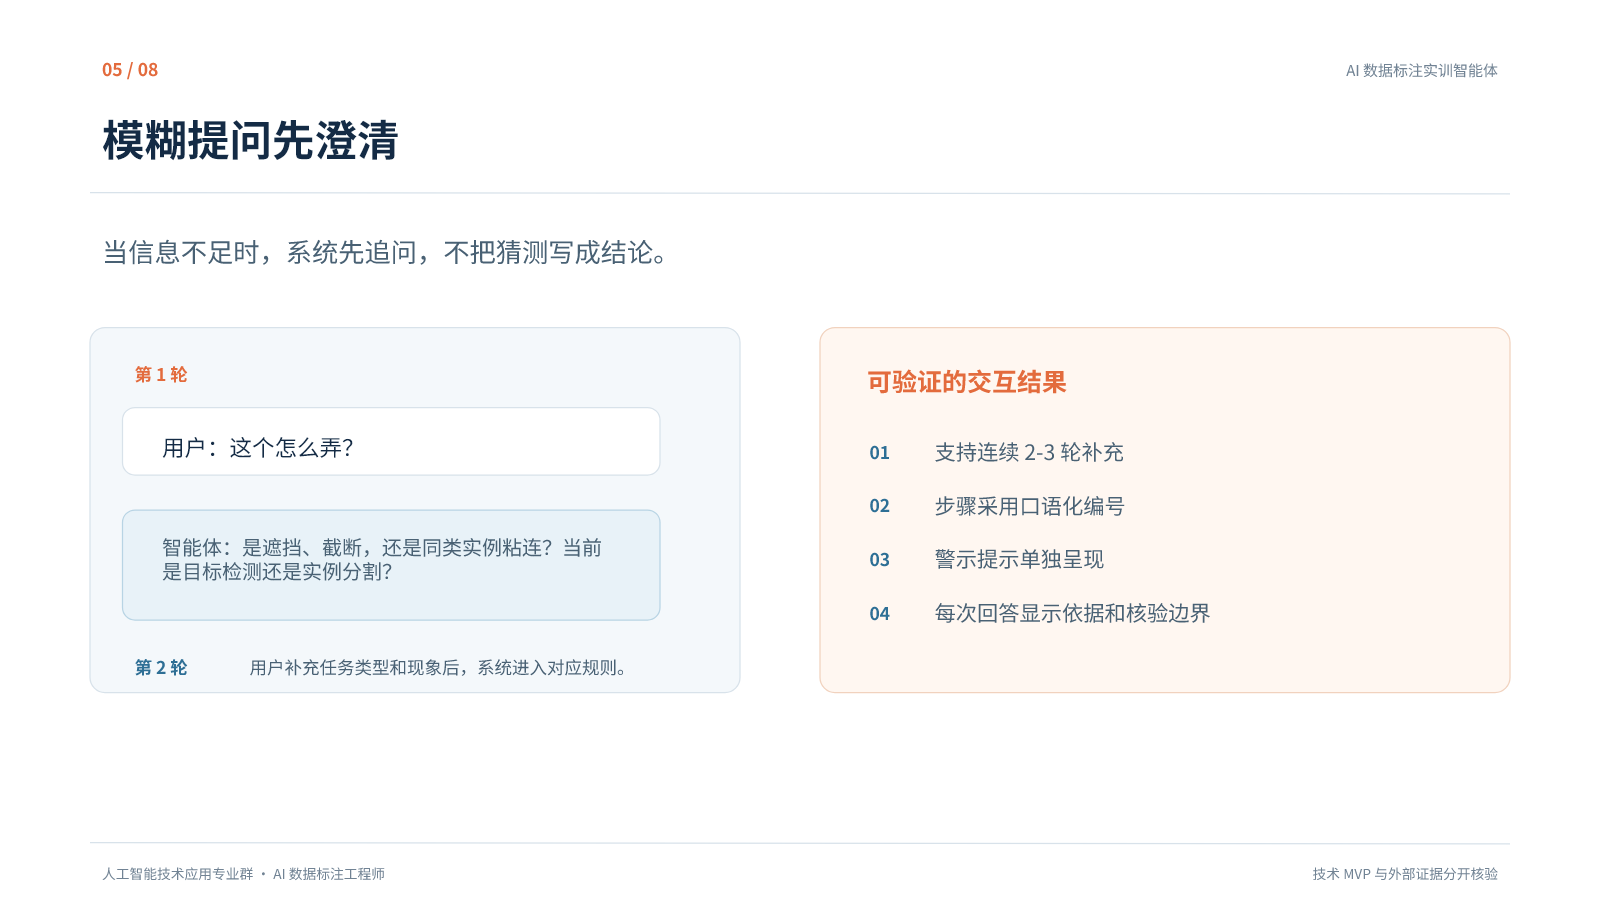 05 / 08
AI 数据标注实训智能体
模糊提问先澄清
当信息不足时，系统先追问，不把猜测写成结论。
第 1 轮
用户：这个怎么弄？
智能体：是遮挡、截断，还是同类实例粘连？当前
是目标检测还是实例分割？
第 2 轮 用户补充任务类型和现象后，系统进入对应规则。
可验证的交互结果
01 支持连续 2-3 轮补充
02 步骤采用口语化编号
03 警示提示单独呈现
04 每次回答显示依据和核验边界
人工智能技术应用专业群 · AI 数据标注工程师
技术 MVP 与外部证据分开核验